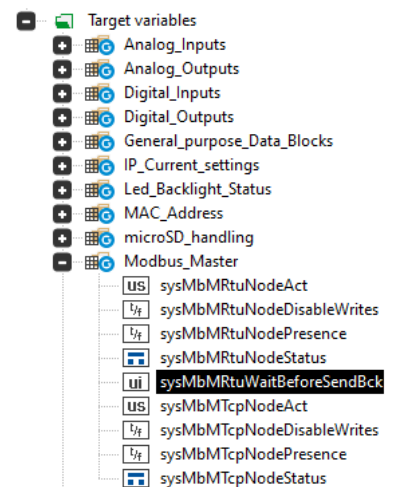 Target variables
Analog_Inputs
Analog_Outputs
Digital_Inputs
Digital_Outputs
General_purpose_Data_Blocks
IP_Current_settings
Led_Backlight_Status
MAC_Address
microSD_handling
Modbus_Master
us sysMbMRtuNodeAct
t/f sysMbMRtuNodeDisableWrites
t/f sysMbMRtuNodePresence
sysMbMRtuNodeStatus
ui sysMbMRtuWaitBeforeSendBck
us sysMbMTcpNodeAct
t/f sysMbMTcpNodeDisableWrites
t/f sysMbMTcpNodePresence
sysMbMTcpNodeStatus